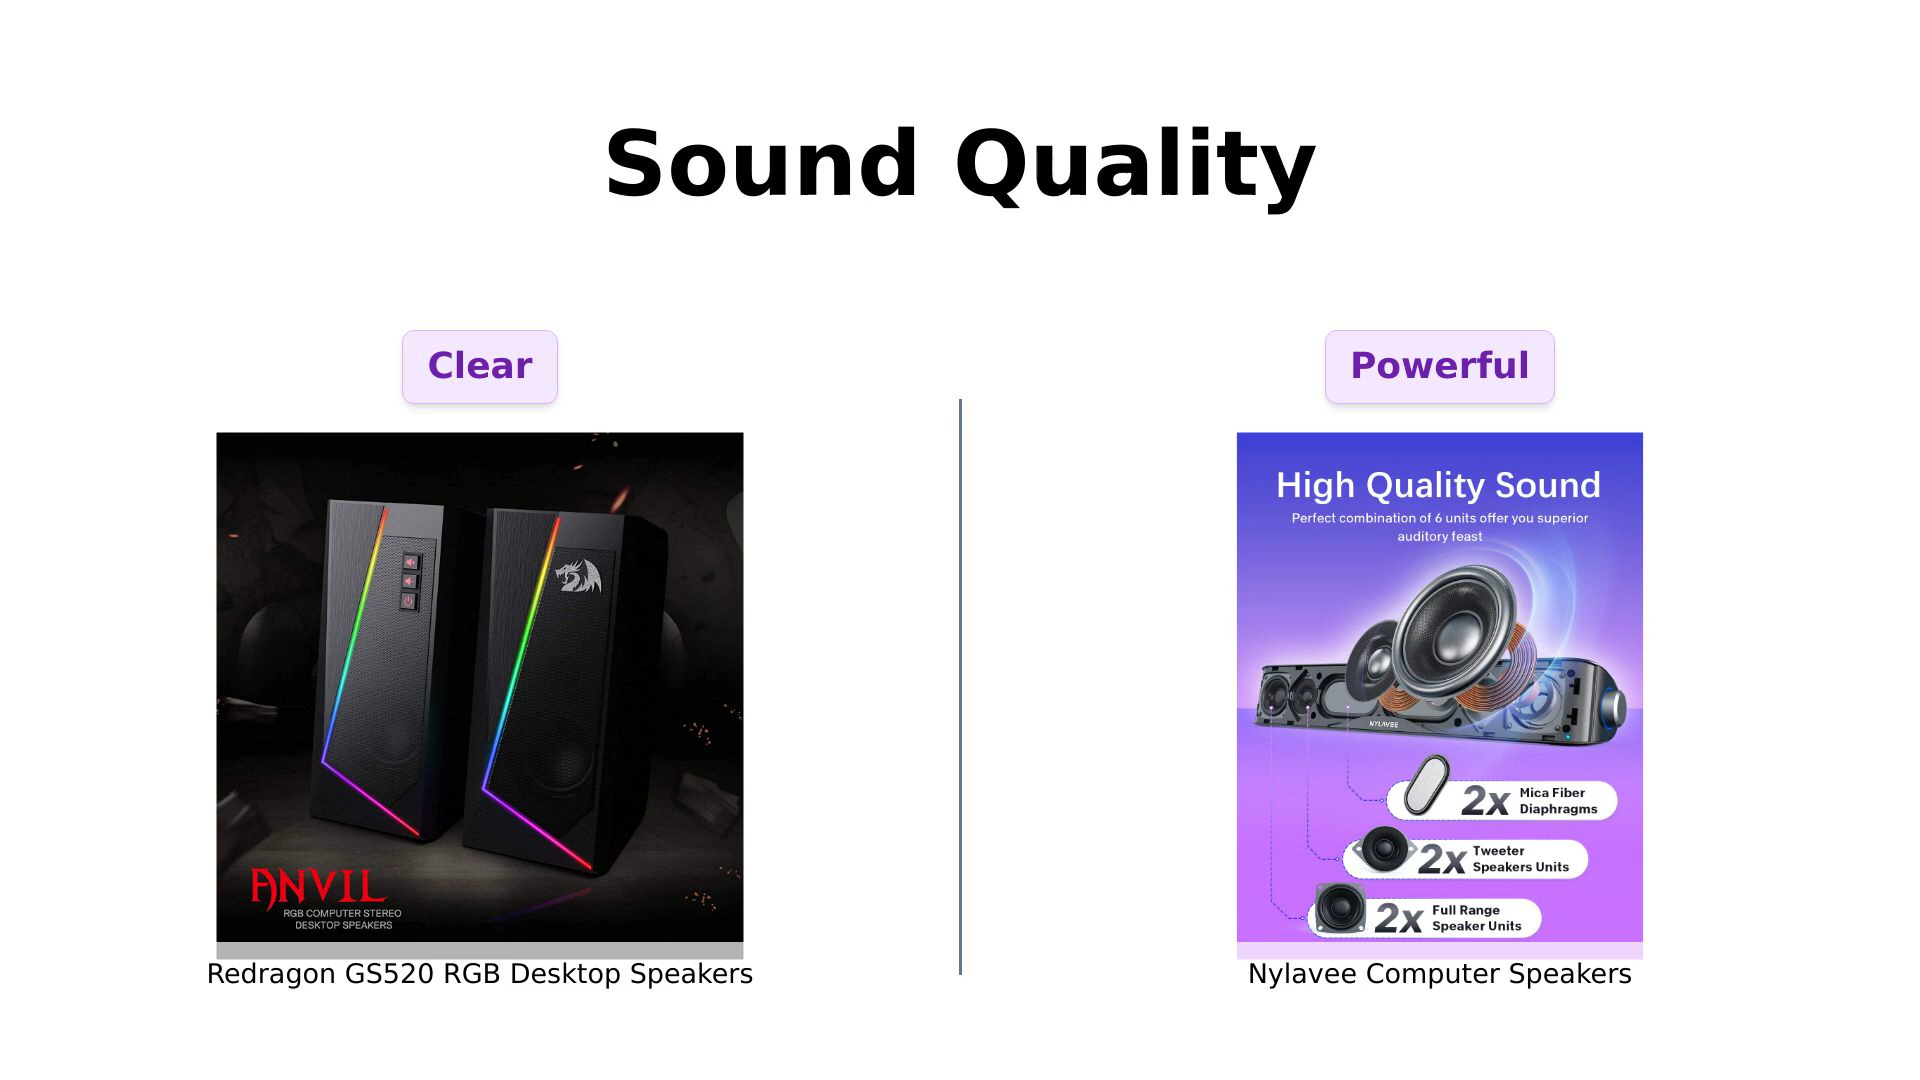 Sound Quality
Clear
ANVIL
RGB COMPUTER STEREO
DESKTOP SPEAKERS
Redragon GS520 RGB Desktop Speakers
Powerful
High Quality Sound
Perfect combination of 6 units offer you superior
auditory feast
NYLAVEE
2x Mica Fiber
Diaphragms
2x Tweeter
Speakers Units
2x Full Range
Speaker Units
Nylavee Computer Speakers